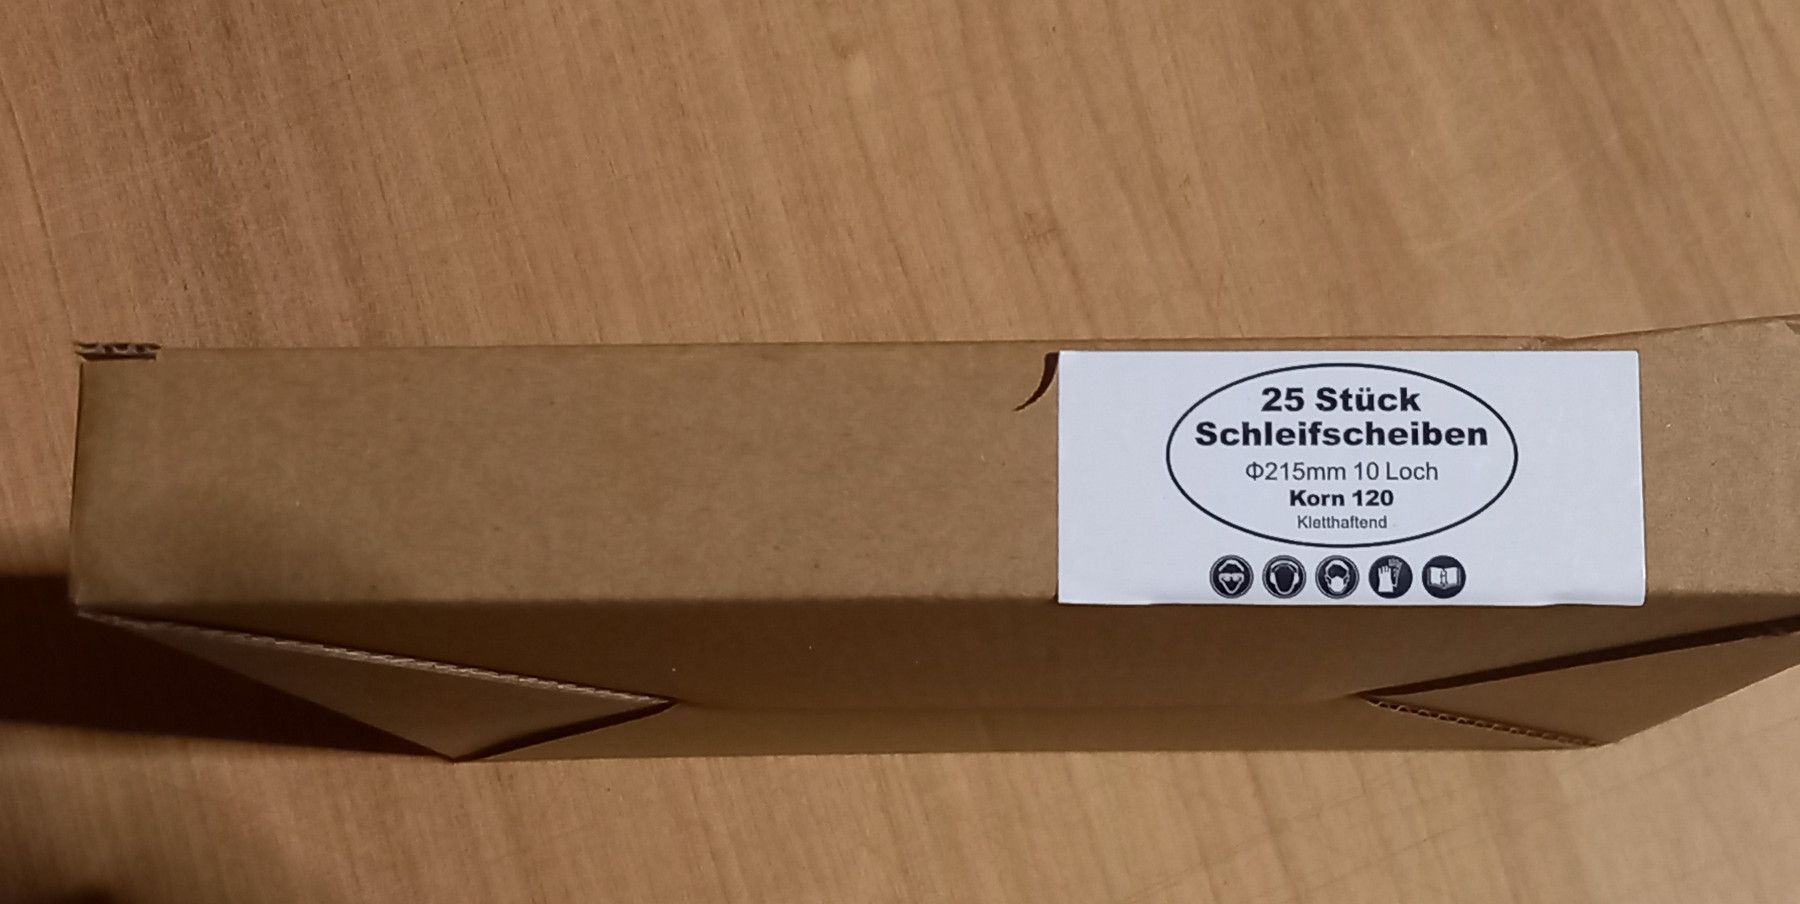 25 Stück
Schleifscheiben
Φ215mm 10 Loch
Korn 120
Kletthaftend